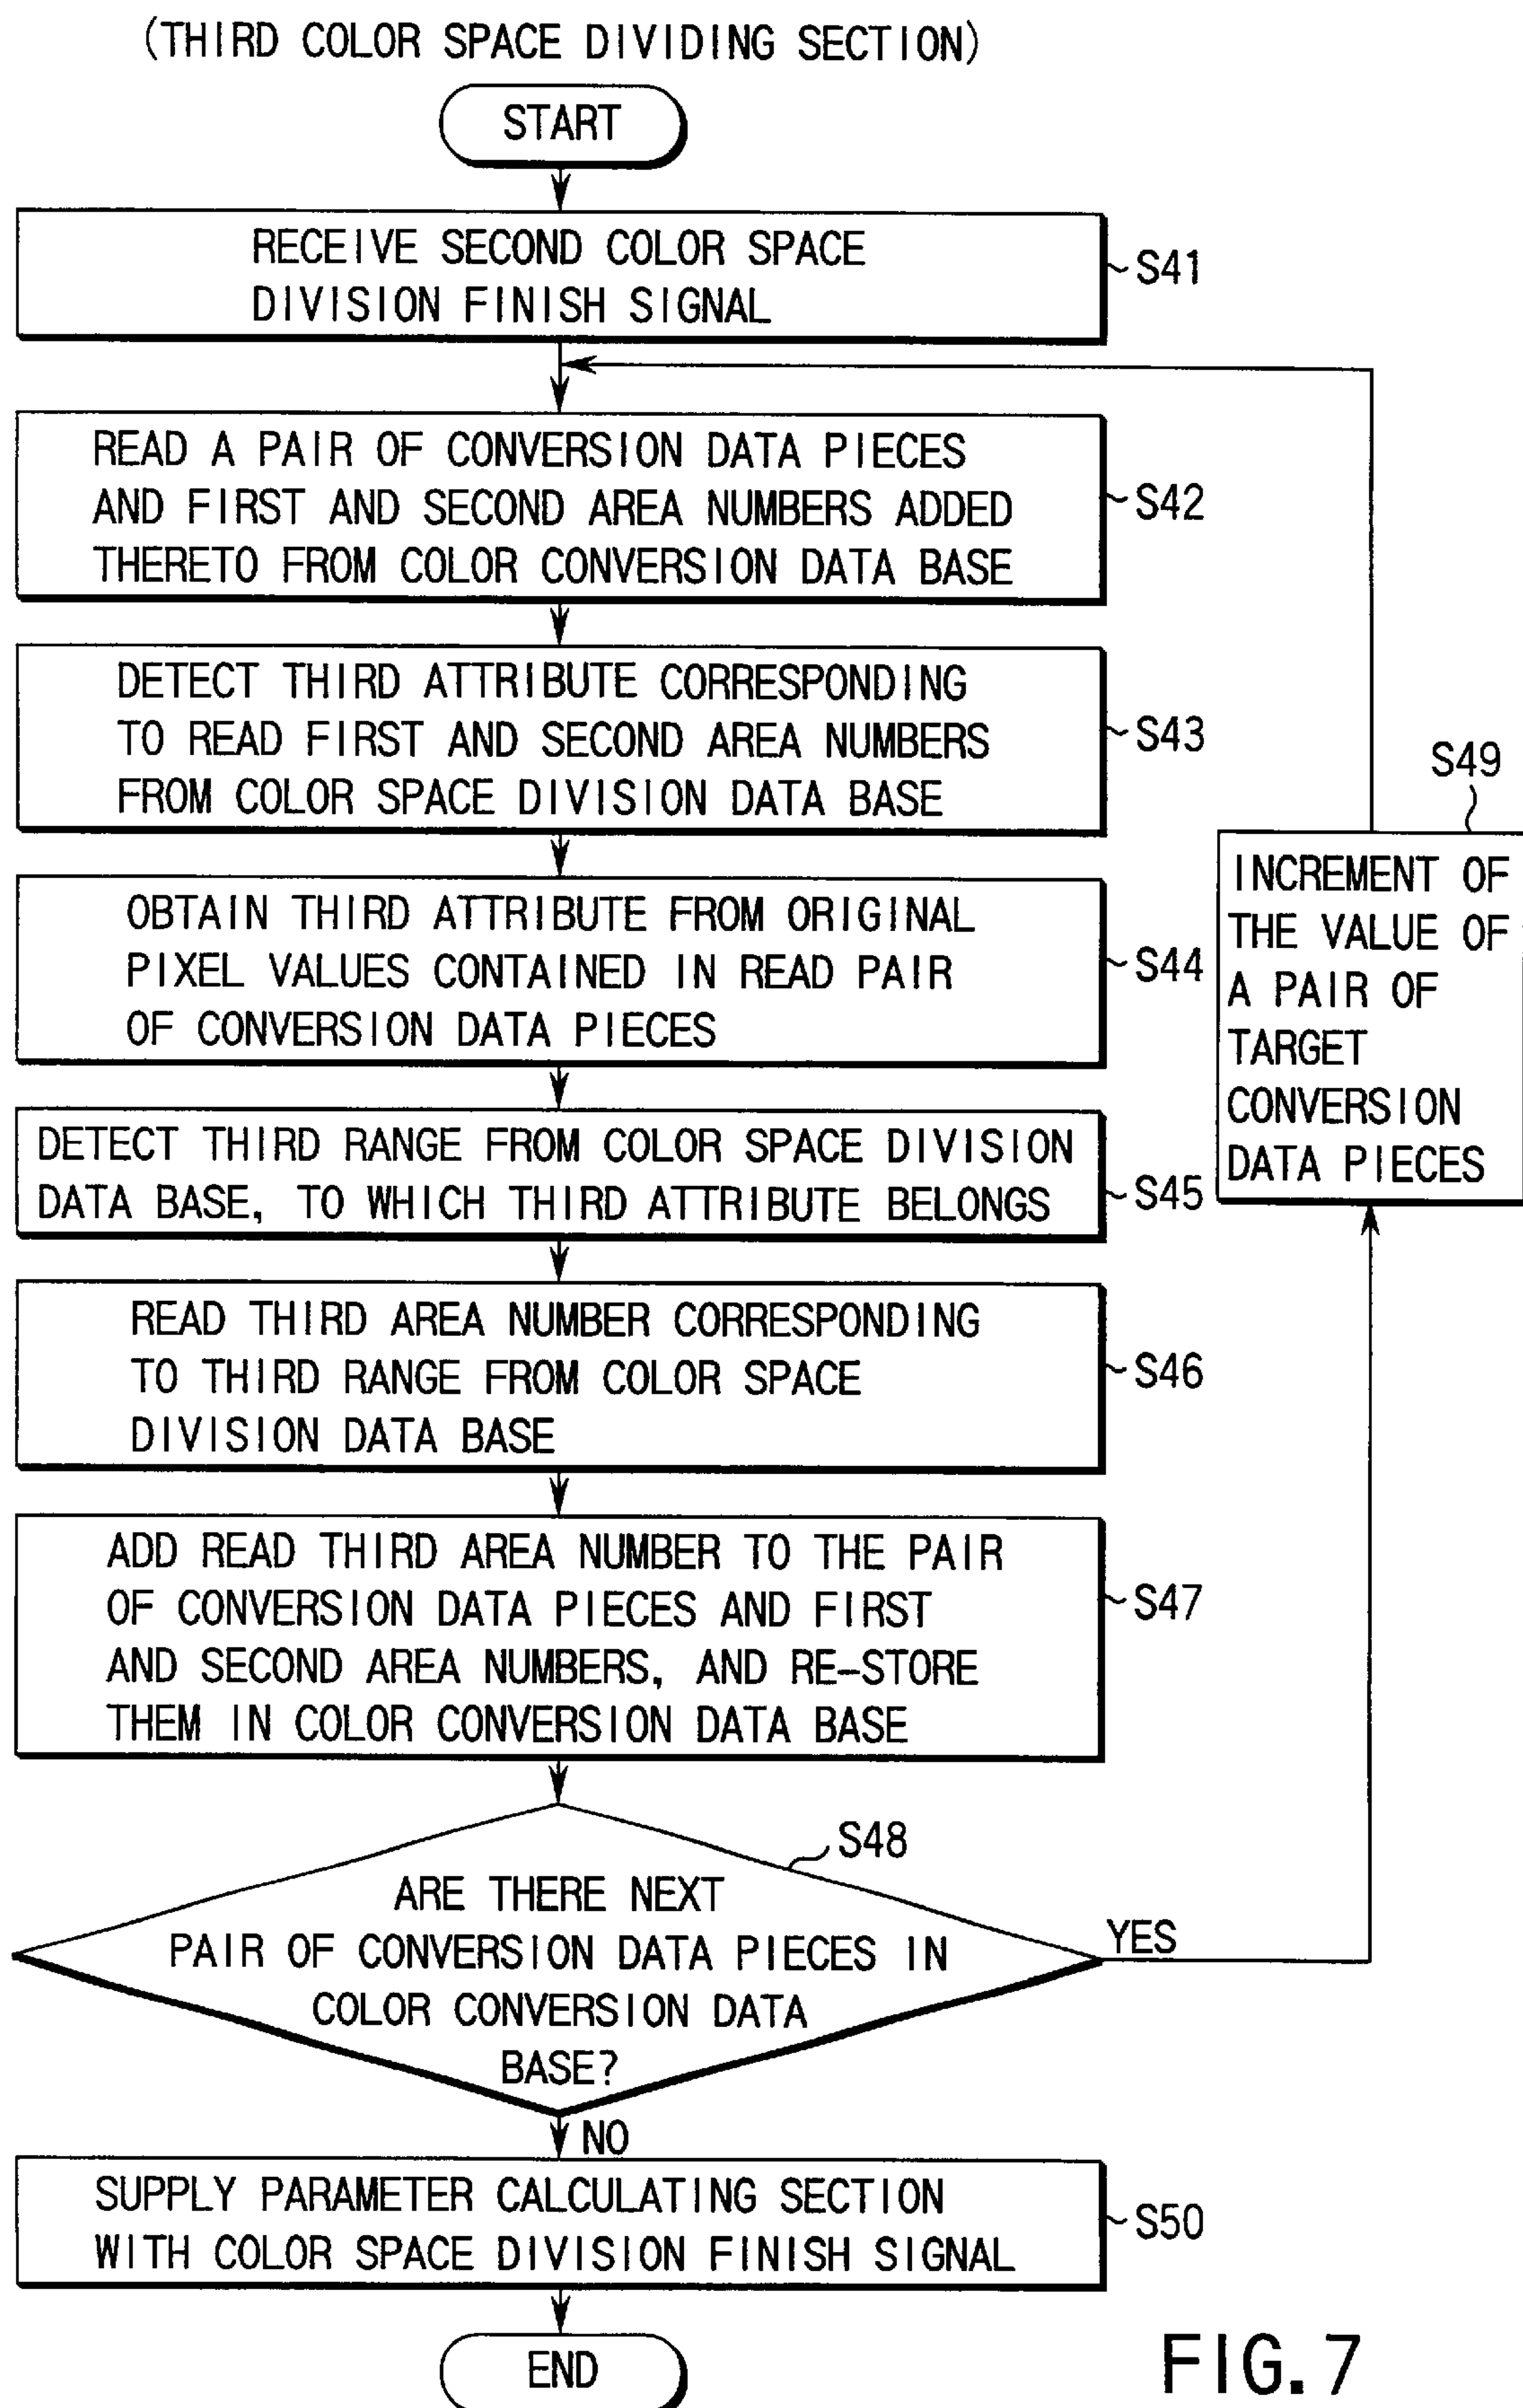 (THIRD COLOR SPACE DIVIDING SECTION)
START
RECEIVE SECOND COLOR SPACE
DIVISION FINISH SIGNAL
S41
READ A PAIR OF CONVERSION DATA PIECES
AND FIRST AND SECOND AREA NUMBERS ADDED
THERETO FROM COLOR CONVERSION DATA BASE
S42
DETECT THIRD ATTRIBUTE CORRESPONDING
TO READ FIRST AND SECOND AREA NUMBERS
FROM COLOR SPACE DIVISION DATA BASE
S43
OBTAIN THIRD ATTRIBUTE FROM ORIGINAL
PIXEL VALUES CONTAINED IN READ PAIR
OF CONVERSION DATA PIECES
S44
DETECT THIRD RANGE FROM COLOR SPACE DIVISION
DATA BASE, TO WHICH THIRD ATTRIBUTE BELONGS
S45
READ THIRD AREA NUMBER CORRESPONDING
TO THIRD RANGE FROM COLOR SPACE
DIVISION DATA BASE
S46
ADD READ THIRD AREA NUMBER TO THE PAIR
OF CONVERSION DATA PIECES AND FIRST
AND SECOND AREA NUMBERS, AND RE-STORE
THEM IN COLOR CONVERSION DATA BASE
S47
S48
ARE THERE NEXT
PAIR OF CONVERSION DATA PIECES IN
COLOR CONVERSION DATA
BASE?
YES
S49
INCREMENT OF
THE VALUE OF
A PAIR OF
TARGET
CONVERSION
DATA PIECES
NO
SUPPLY PARAMETER CALCULATING SECTION
WITH COLOR SPACE DIVISION FINISH SIGNAL
S50
END
FIG. 7